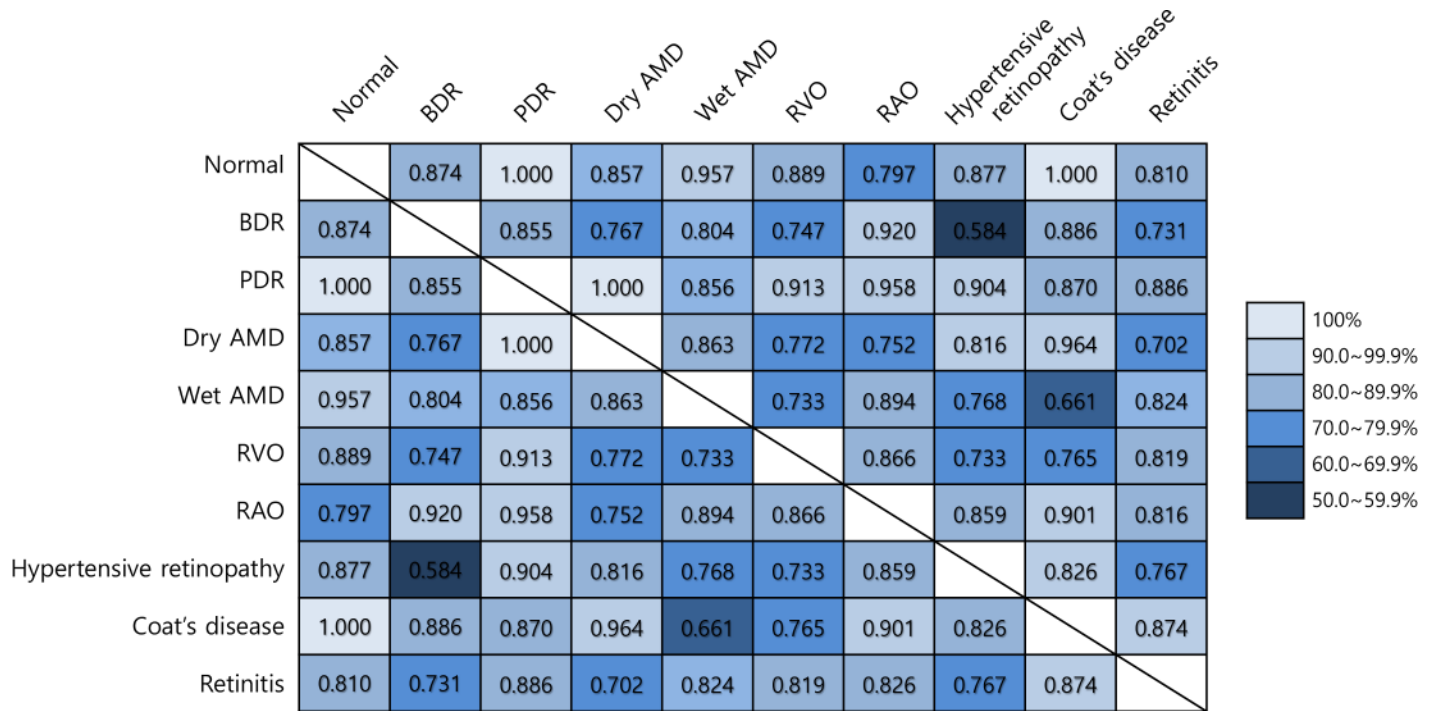 Normal BDR PDR Dry AMD Wet AMD RVO RAO Hypertensive retinopathy Coat's disease Retinitis
Normal 0.874 1.000 0.857 0.957 0.889 0.797 0.877 1.000 0.810
BDR 0.874 0.855 0.767 0.804 0.747 0.920 0.584 0.886 0.731
PDR 1.000 0.855 1.000 0.856 0.913 0.958 0.904 0.870 0.886
Dry AMD 0.857 0.767 1.000 0.863 0.772 0.752 0.816 0.964 0.702
Wet AMD 0.957 0.804 0.856 0.863 0.733 0.894 0.768 0.661 0.824
RVO 0.889 0.747 0.913 0.772 0.733 0.866 0.733 0.765 0.819
RAO 0.797 0.920 0.958 0.752 0.894 0.866 0.859 0.901 0.816
Hypertensive retinopathy 0.877 0.584 0.904 0.816 0.768 0.733 0.859 0.826 0.767
Coat's disease 1.000 0.886 0.870 0.964 0.661 0.765 0.901 0.826 0.874
Retinitis 0.810 0.731 0.886 0.702 0.824 0.819 0.826 0.767 0.874
100%
90.0~99.9%
80.0~89.9%
70.0~79.9%
60.0~69.9%
50.0~59.9%